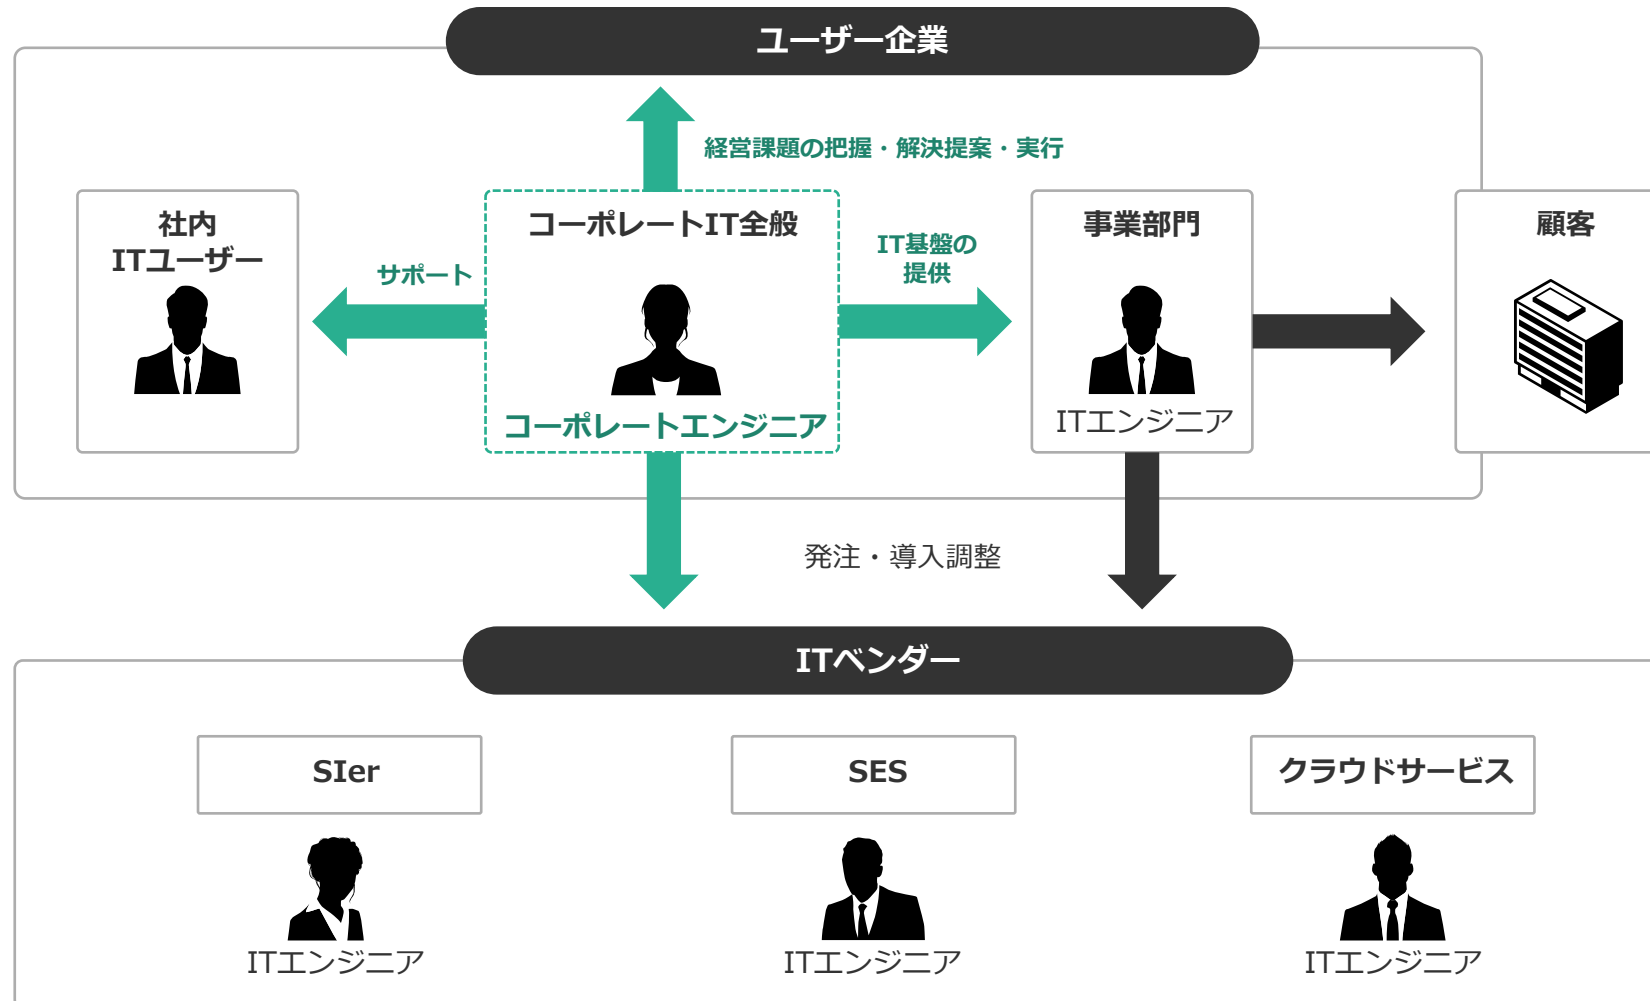 ユーザー企業
経営課題の把握・解決提案・実行
社内
ITユーザー
サポート
コーポレートIT全般
コーポレートエンジニア
IT基盤の
提供
事業部門
ITエンジニア
顧客
発注・導入調整
ITベンダー
SIer
SES
クラウドサービス
ITエンジニア
ITエンジニア
ITエンジニア